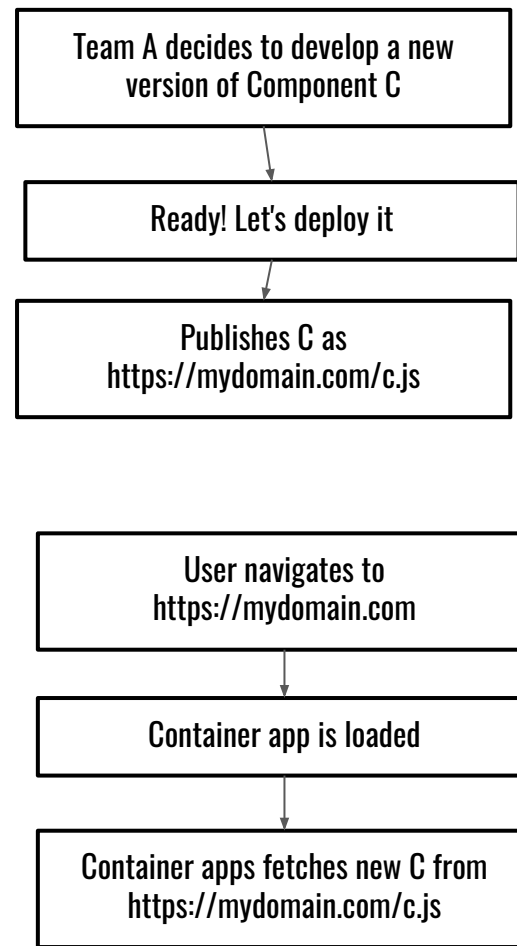 Team A decides to develop a new
version of Component C
Ready! Let's deploy it
Publishes C as
https://mydomain.com/c.js
User navigates to
https://mydomain.com
Container app is loaded
Container apps fetches new C from
https://mydomain.com/c.js